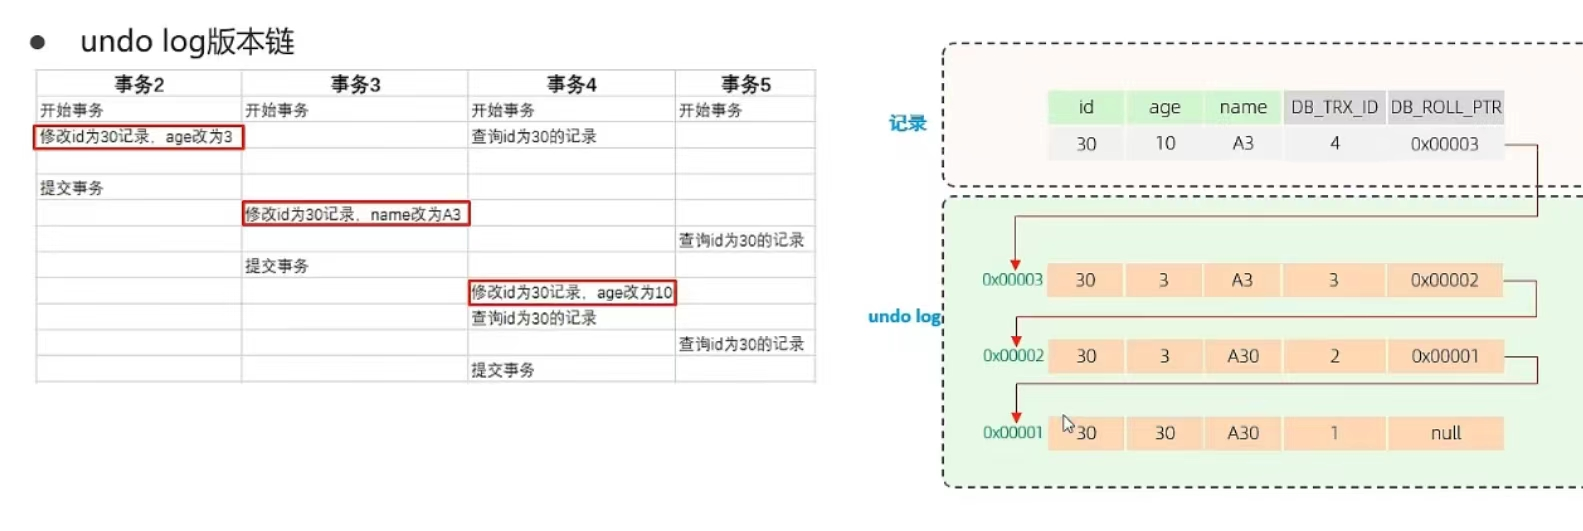 ● undo log版本链
事务2 事务3 事务4 事务5
开始事务 开始事务 开始事务 开始事务
修改id为30记录，age改为3 查询id为30的记录
提交事务
修改id为30记录，name改为A3
查询id为30的记录
提交事务
修改id为30记录，age改为10
查询id为30的记录
查询id为30的记录
提交事务
记录
id age name DB_TRX_ID DB_ROLL_PTR
30 10 A3 4 0x00003
undo log
0x00003 30 3 A3 3 0x00002
0x00002 30 3 A30 2 0x00001
0x00001 30 30 A30 1 null